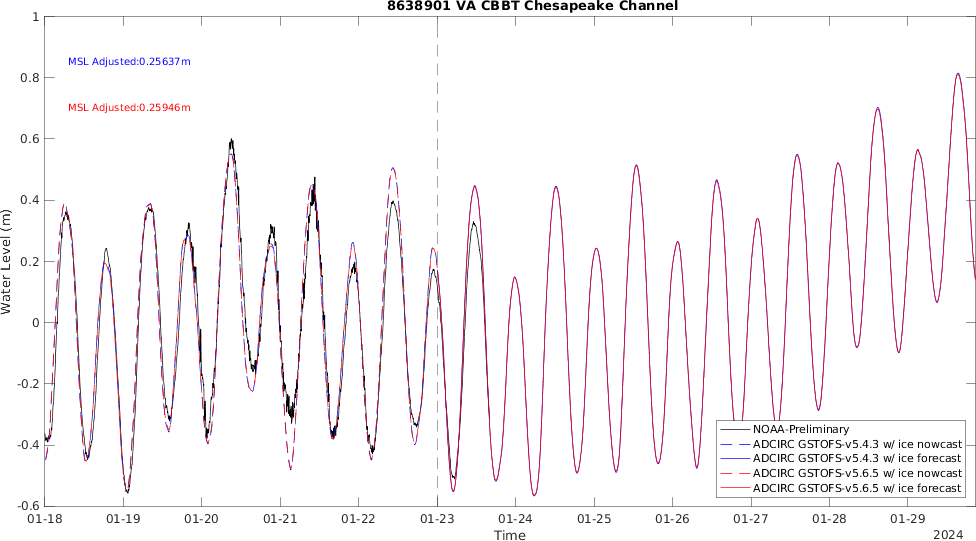 8638901 VA CBBT Chesapeake Channel
1
0.8
0.6
0.4
0.2
0
-0.2
-0.4
-0.6
Water Level (m)
MSL Adjusted:0.25637m
MSL Adjusted:0.25946m
NOAA-Preliminary
ADCIRC GSTOFS-v5.4.3 w/ ice nowcast
ADCIRC GSTOFS-v5.4.3 w/ ice forecast
ADCIRC GSTOFS-v5.6.5 w/ ice nowcast
ADCIRC GSTOFS-v5.6.5 w/ ice forecast
01-18 01-19 01-20 01-21 01-22 01-23 01-24 01-25 01-26 01-27 01-28 01-29
Time
2024